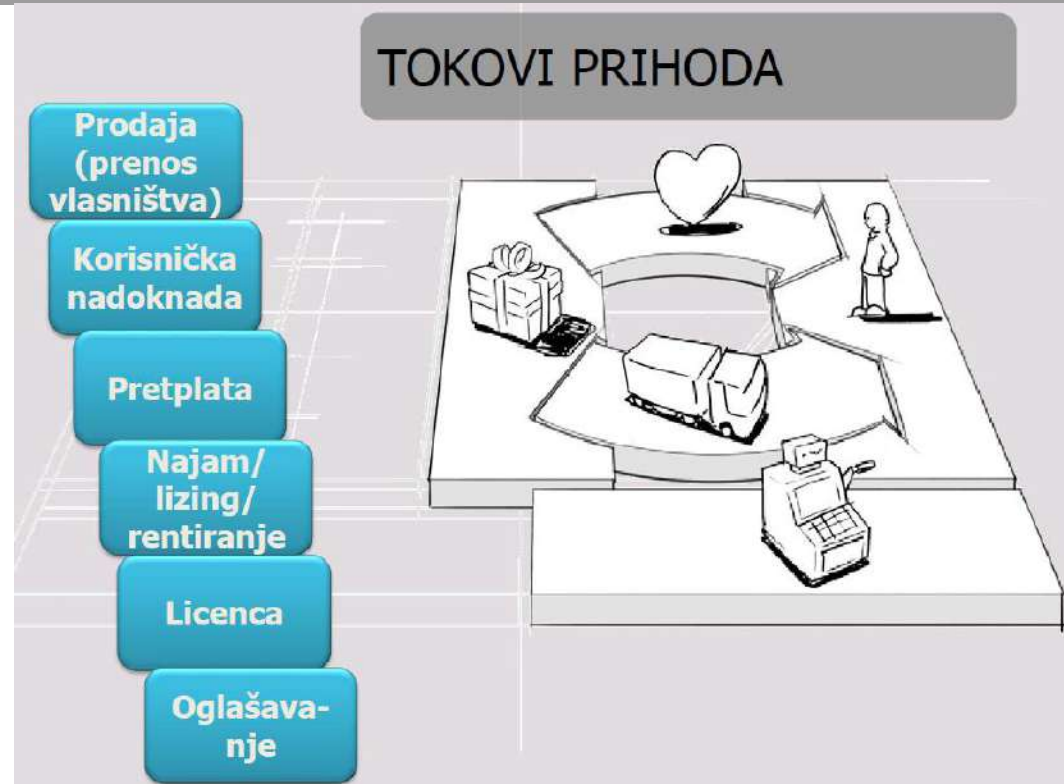 TOKOVI PRIHODA
Prodaja
(prenos
vlasništva)
Korisnička
nadoknada
Pretplata
Najam/
lizing/
rentiranje
Licenca
Oglašava-
nje